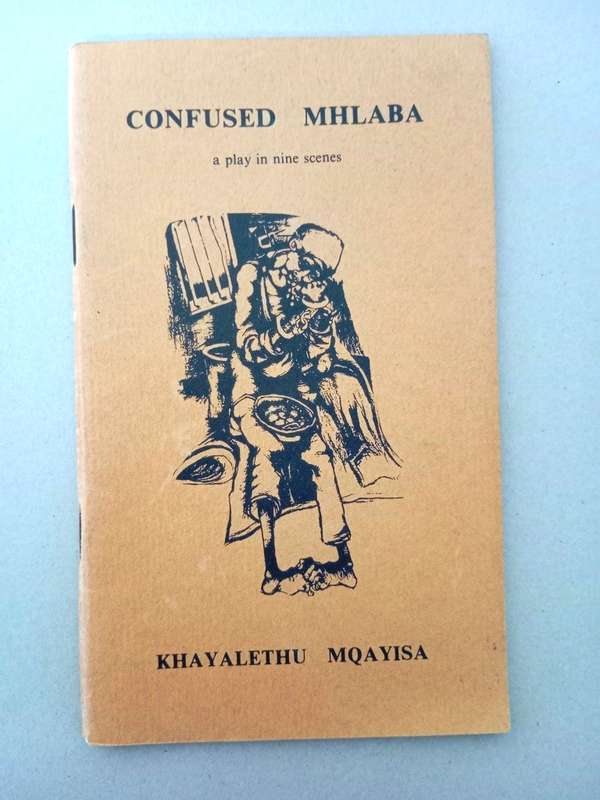 CONFUSED MHLABA
a play in nine scenes
KHAYALETHU MQAYISA